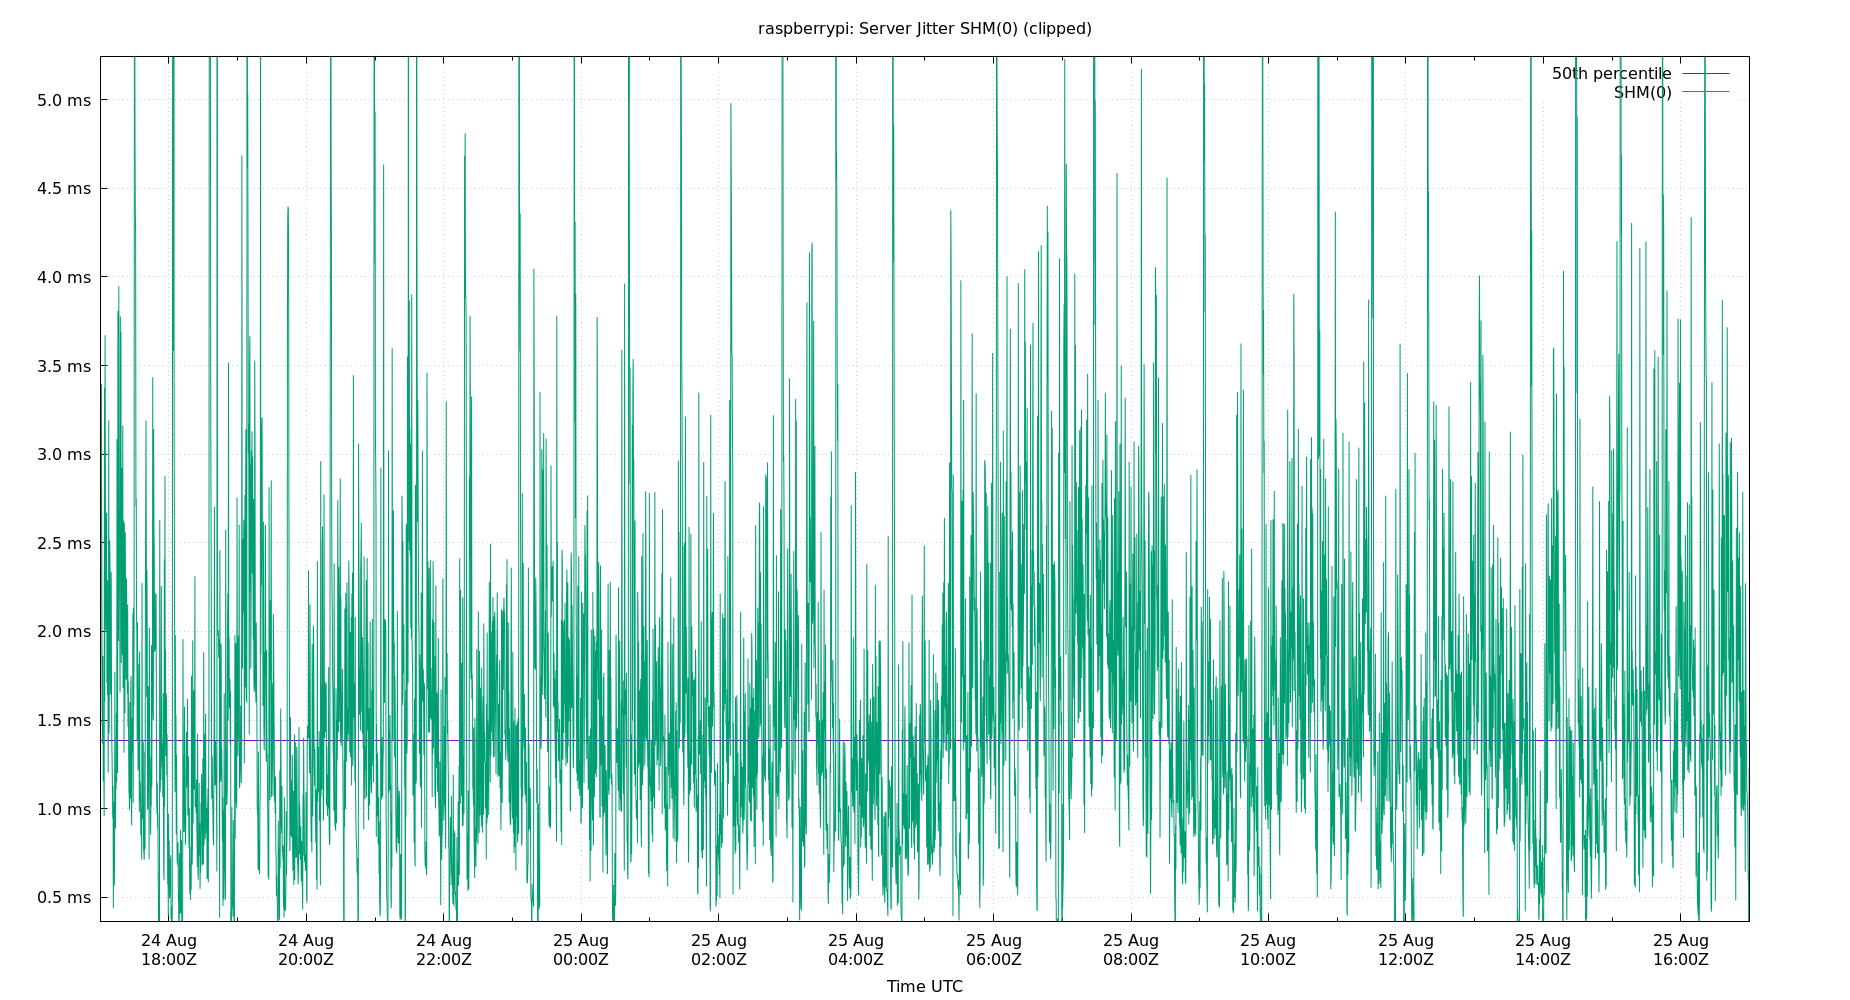 raspberrypi: Server Jitter SHM(0) (clipped)
50th percentile
SHM(0)
5.0 ms
4.5 ms
4.0 ms
3.5 ms
3.0 ms
2.5 ms
2.0 ms
1.5 ms
1.0 ms
0.5 ms
24 Aug 24 Aug 24 Aug 25 Aug 25 Aug 25 Aug 25 Aug 25 Aug 25 Aug 25 Aug 25 Aug 25 Aug
18:00Z 20:00Z 22:00Z 00:00Z 02:00Z 04:00Z 06:00Z 08:00Z 10:00Z 12:00Z 14:00Z 16:00Z
Time UTC